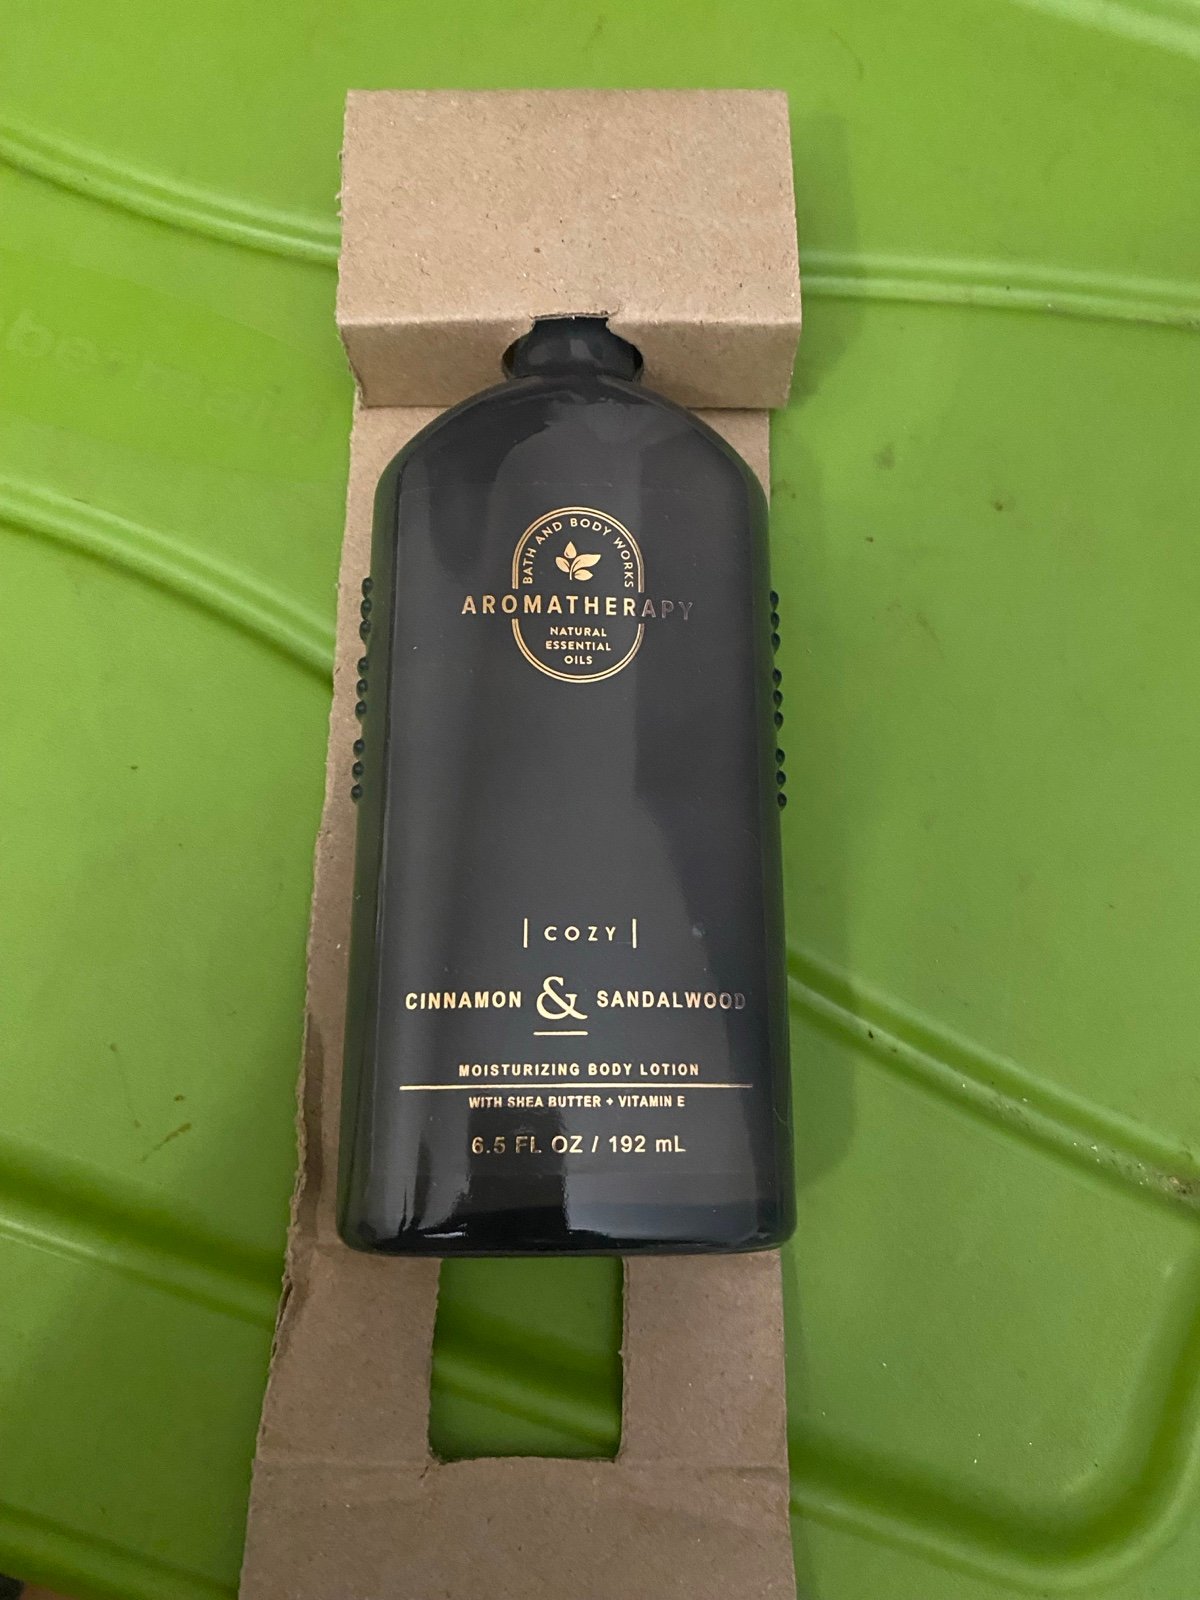 BATH AND BODY WORKS
AROMATHERAPY
NATURAL
ESSENTIAL
OILS
| COZY |
CINNAMON & SANDALWOOD
MOISTURIZING BODY LOTION
WITH SHEA BUTTER + VITAMIN E
6.5 FL OZ / 192 mL